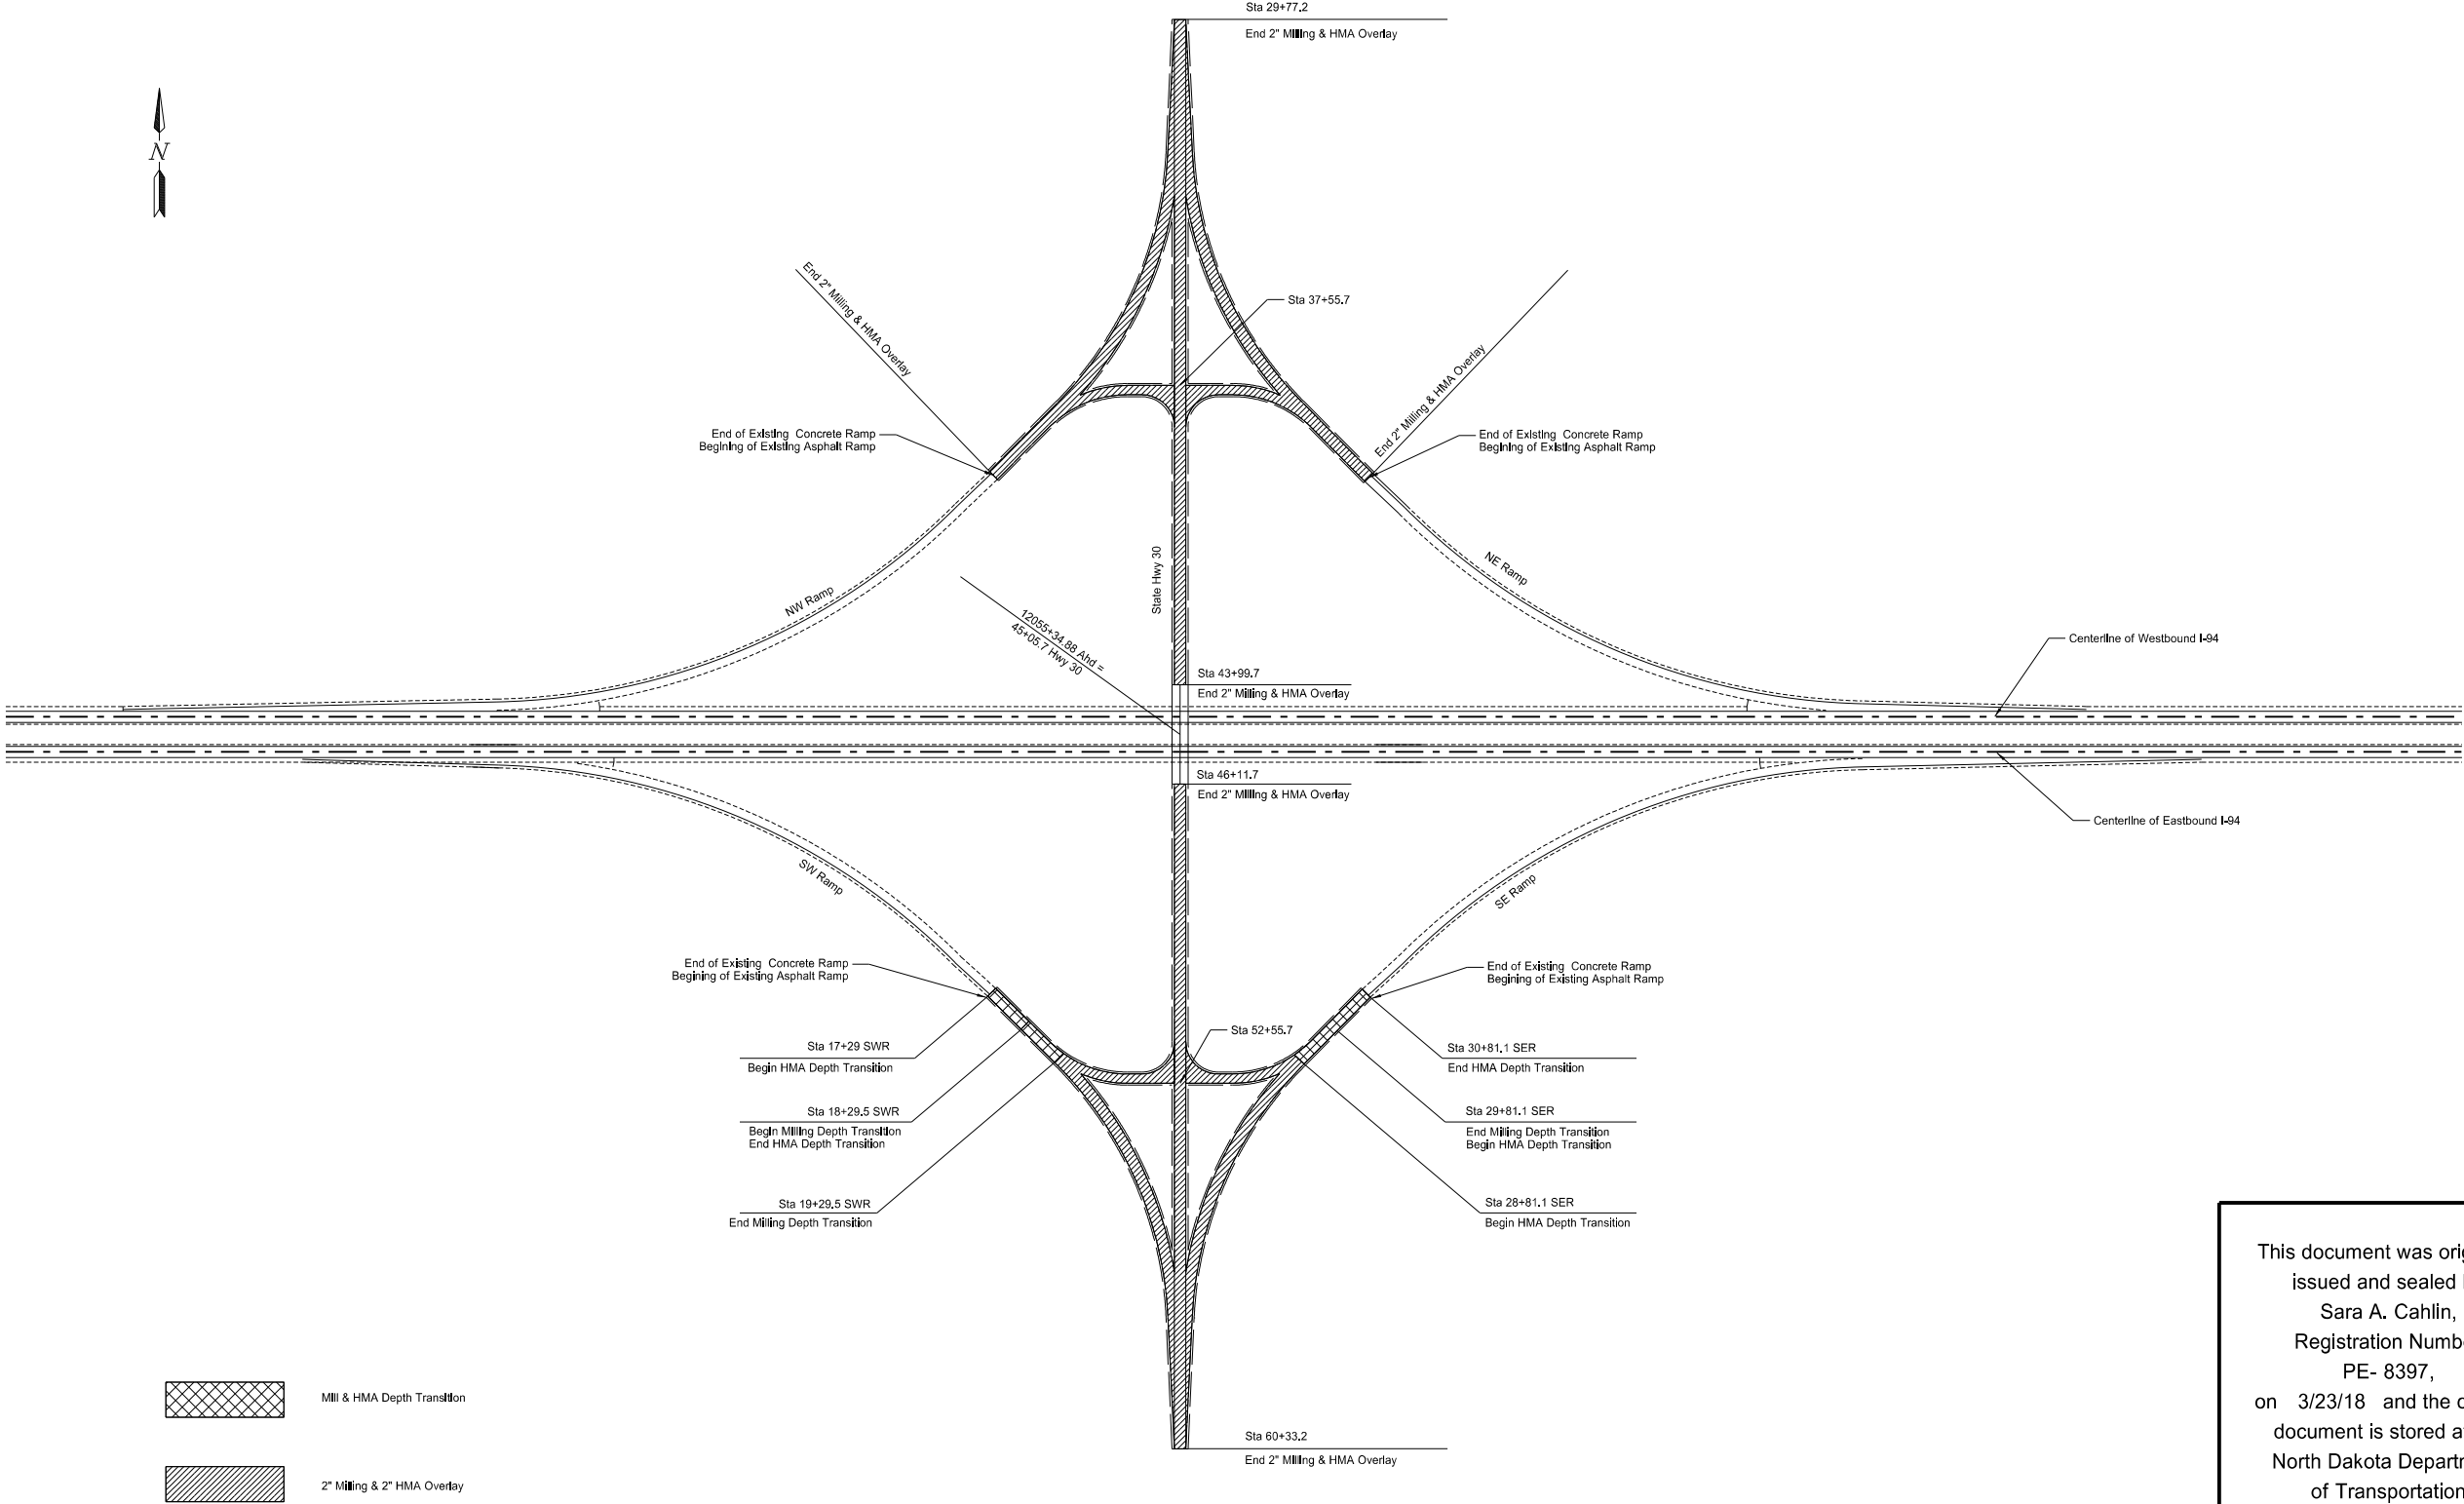 Sta 29+77.2
End 2" Milling & HMA Overlay
N
End 2" Milling & HMA Overlay
Sta 37+55.7
End 2" Milling & HMA Overlay
End of Existing Concrete Ramp
Begining of Existing Asphalt Ramp
End of Existing Concrete Ramp
Begining of Existing Asphalt Ramp
State Hwy 30
NW Ramp
NE Ramp
12055+34.88 Ahd =
45+05.7 Hwy 30
Centerline of Westbound I-94
Sta 43+99.7
End 2" Milling & HMA Overlay
Sta 46+11.7
End 2" Milling & HMA Overlay
Centerline of Eastbound I-94
SW Ramp
SE Ramp
End of Existing Concrete Ramp
Begining of Existing Asphalt Ramp
End of Existing Concrete Ramp
Begining of Existing Asphalt Ramp
Sta 52+55.7
Sta 17+29 SWR
Begin HMA Depth Transition
Sta 30+81.1 SER
End HMA Depth Transition
Sta 18+29.5 SWR
Begin Milling Depth Transition
End HMA Depth Transition
Sta 29+81.1 SER
End Milling Depth Transition
Begin HMA Depth Transition
Sta 19+29.5 SWR
End Milling Depth Transition
Sta 28+81.1 SER
Begin HMA Depth Transition
Mill & HMA Depth Transition
2" Milling & 2" HMA Overlay
Sta 60+33.2
End 2" Milling & HMA Overlay
This document was
issued and sealed
Sara A. Cahlin,
Registration
PE- 8397,
on 3/23/18 and the
document is stored
North Dakota
of Transportation